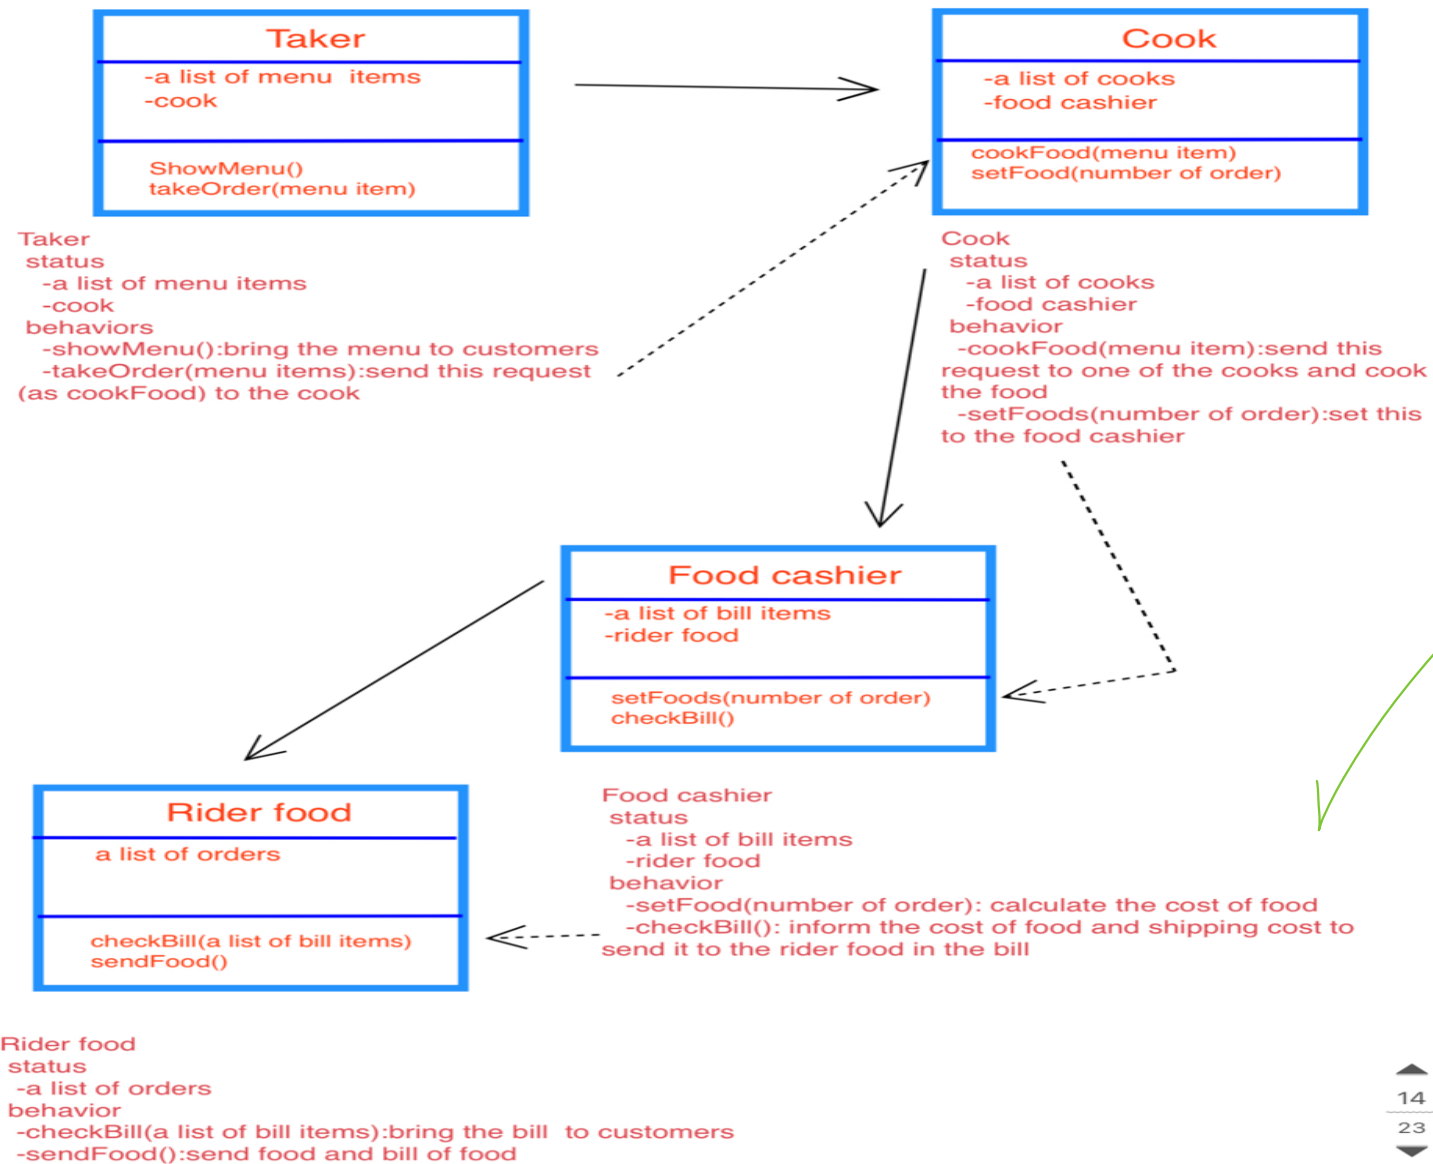 Taker
-a list of menu  items
-cook
ShowMenu()
takeOrder(menu item)
Cook
-a list of cooks
-food cashier
cookFood(menu item)
setFood(number of order)
Taker
status
-a list of menu items
-cook
behaviors
-showMenu():bring the menu to customers
-takeOrder(menu items):send this request
(as cookFood) to the cook
Cook
status
-a list of cooks
-food cashier
behavior
-cookFood(menu item):send this
request to one of the cooks and cook
the food
-setFoods(number of order):set this
to the food cashier
Food cashier
-a list of bill items
-rider food
setFoods(number of order)
checkBill()
Rider food
a list of orders
checkBill(a list of bill items)
sendFood()
Food cashier
status
-a list of bill items
-rider food
behavior
-setFood(number of order): calculate the cost of food
-checkBill(): inform the cost of food and shipping cost to
send it to the rider food in the bill
Rider food
status
-a list of orders
behavior
-checkBill(a list of bill items):bring the bill  to customers
-sendFood():send food and bill of food
14
23